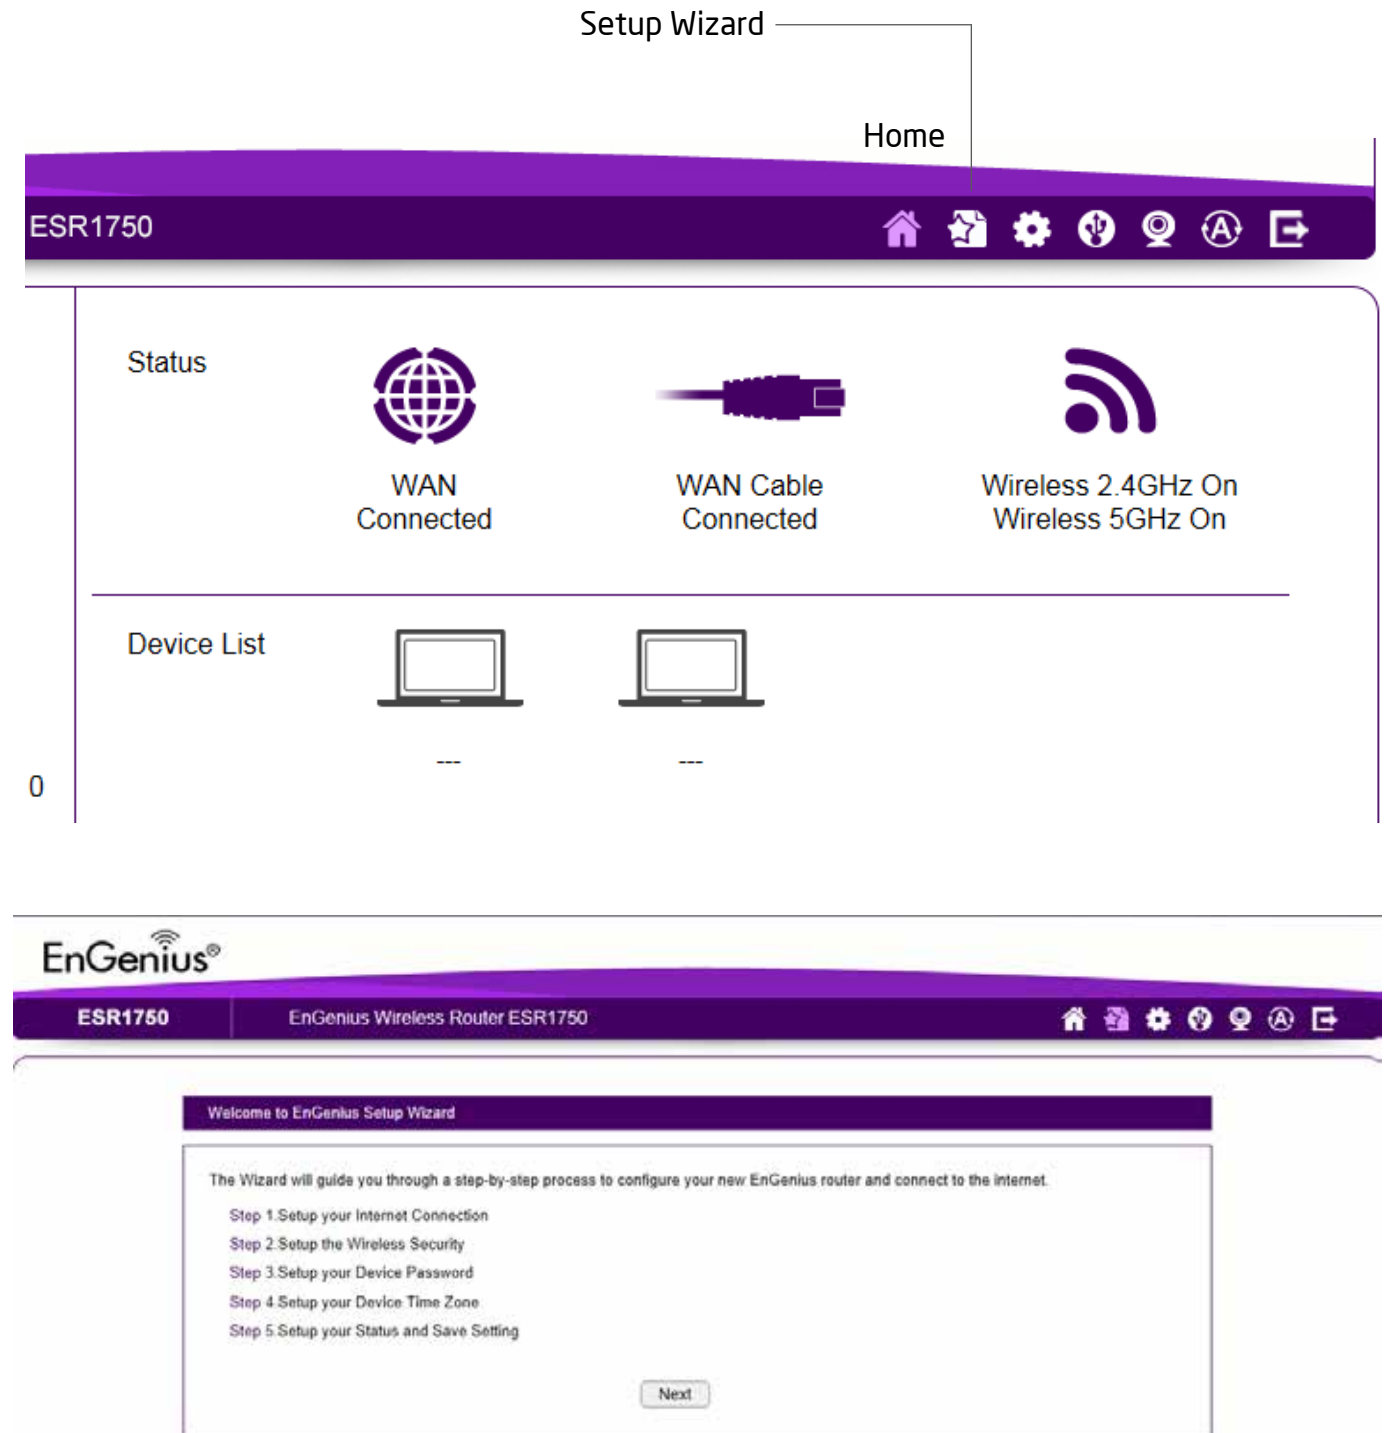 Setup Wizard
Home
ESR1750
Status
WAN
Connected
WAN Cable
Connected
Wireless 2.4GHz On
Wireless 5GHz On
Device List
---
---
0
EnGenius®
ESR1750
EnGenius Wireless Router ESR1750
Welcome to EnGenius Setup Wizard
The Wizard will guide you through a step-by-step process to configure your new EnGenius router and connect to the internet.
Step 1.Setup your Internet Connection
Step 2.Setup the Wireless Security
Step 3.Setup your Device Password
Step 4.Setup your Device Time Zone
Step 5.Setup your Status and Save Setting
Next